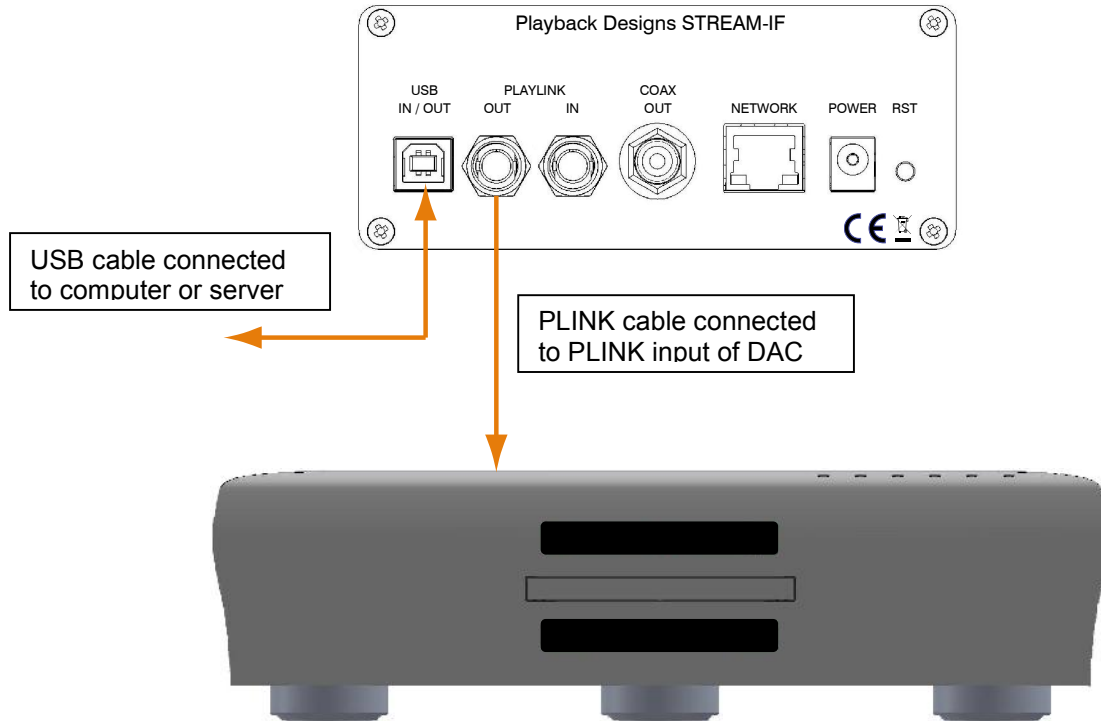 Playback Designs STREAM-IF
USB PLAYLINK COAX
IN / OUT OUT IN OUT NETWORK POWER RST
CE
USB cable connected
to computer or server
PLINK cable connected
to PLINK input of DAC